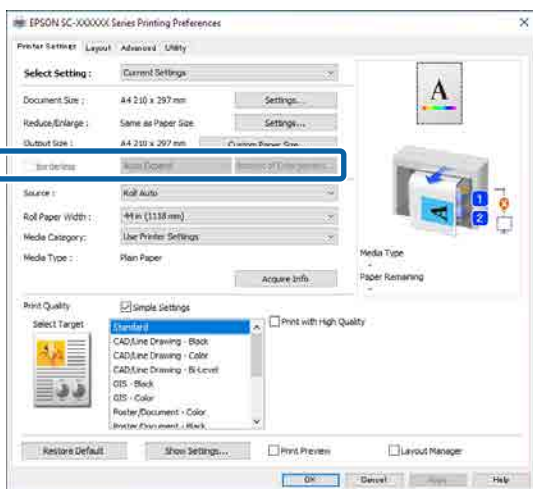 EPSON SC-XXXXXX Series Printing Preferences
Printer Settings Layout Advanced Utility
Select Setting : Current Settings
Document Size : A4 210 x 297 mm Settings...
Reduce/Enlarge : Same as Paper Size Settings...
Output Size : A4 210 x 297 mm Custom Paper Size...
Borderless Auto Expand Amount of Enlargement...
Source : Roll Auto
Roll Paper Width : 44 in (1118 mm)
Media Category: Use Printer Settings
Media Type : Plain Paper
Acquire Info
A
A
1
2
Media Type
-
Paper Remaining
-
Print Quality Simple Settings
Select Target Standard
Print with High Quality
CAD/Line Drawing - Black
CAD/Line Drawing - Color
CAD/Line Drawing - Bi-Level
GIS - Black
GIS - Color
Poster/Document - Color
Poster/Document - Black
Restore Default Show Settings... Print Preview Layout Manager
OK Cancel Apply Help